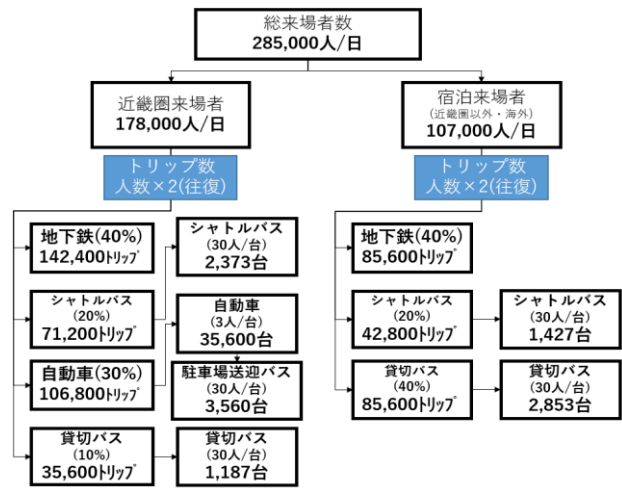 総来場者数
285,000人/日
近畿圏来場者
178,000人/日
トリップ数
人数×2(往復)
地下鉄(40%)
142,400ﾄﾘｯﾌﾟ
シャトルバス
(20%)
71,200ﾄﾘｯﾌﾟ
自動車(30%)
106,800ﾄﾘｯﾌﾟ
貸切バス
(10%)
35,600ﾄﾘｯﾌﾟ
シャトルバス
(30人/台)
2,373台
自動車
(3人/台)
35,600台
駐車場送迎バス
(30人/台)
3,560台
貸切バス
(30人/台)
1,187台
宿泊来場者
(近畿圏以外・海外)
107,000人/日
トリップ数
人数×2(往復)
地下鉄(40%)
85,600ﾄﾘｯﾌﾟ
シャトルバス
(20%)
42,800ﾄﾘｯﾌﾟ
貸切バス
(40%)
85,600ﾄﾘｯﾌﾟ
シャトルバス
(30人/台)
1,427台
貸切バス
(30人/台)
2,853台